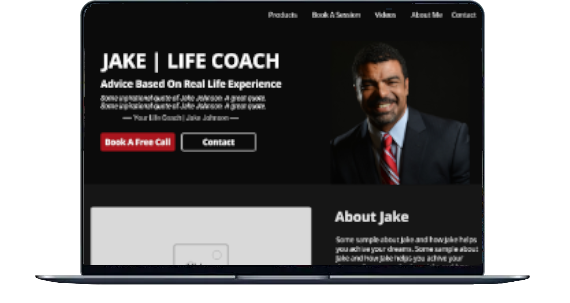 Products Book A Session Videos About Me Contact
JAKE | LIFE COACH
Advice Based On Real Life Experience
Some inspirational quote of Jake Johnson. A great quote.
Some inspirational quote of Jake Johnson. A great quote.
— Your Life Coach | Jake Johnson —
Book A Free Call Contact
About Jake
Some sample about Jake and how Jake helps
you achive your dreams. Some sample about
Jake and how Jake helps you achive your